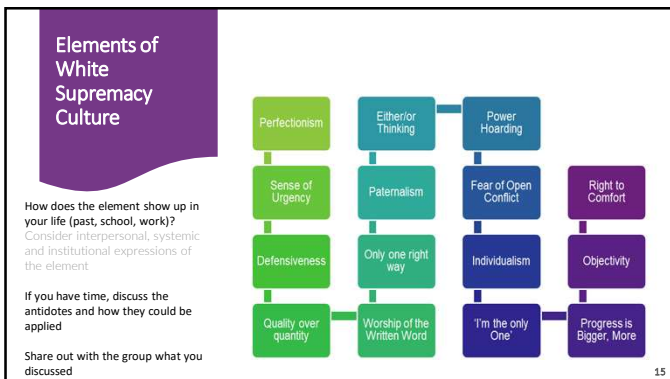 Elements of
White
Supremacy
Culture
How does the element show up in
your life (past, school, work)?
Consider interpersonal, systemic
and institutional expressions of
the element
If you have time, discuss the
antidotes and how they could be
applied
Share out with the group what you
discussed
Perfectionism
Sense of
Urgency
Defensiveness
Quality over
quantity
Worship of the
Written Word
Only one right
way
Paternalism
Either/or
Thinking
Power
Hoarding
Fear of Open
Conflict
Individualism
'I'm the only
One'
Progress is
Bigger, More
Objectivity
Right to
Comfort
15